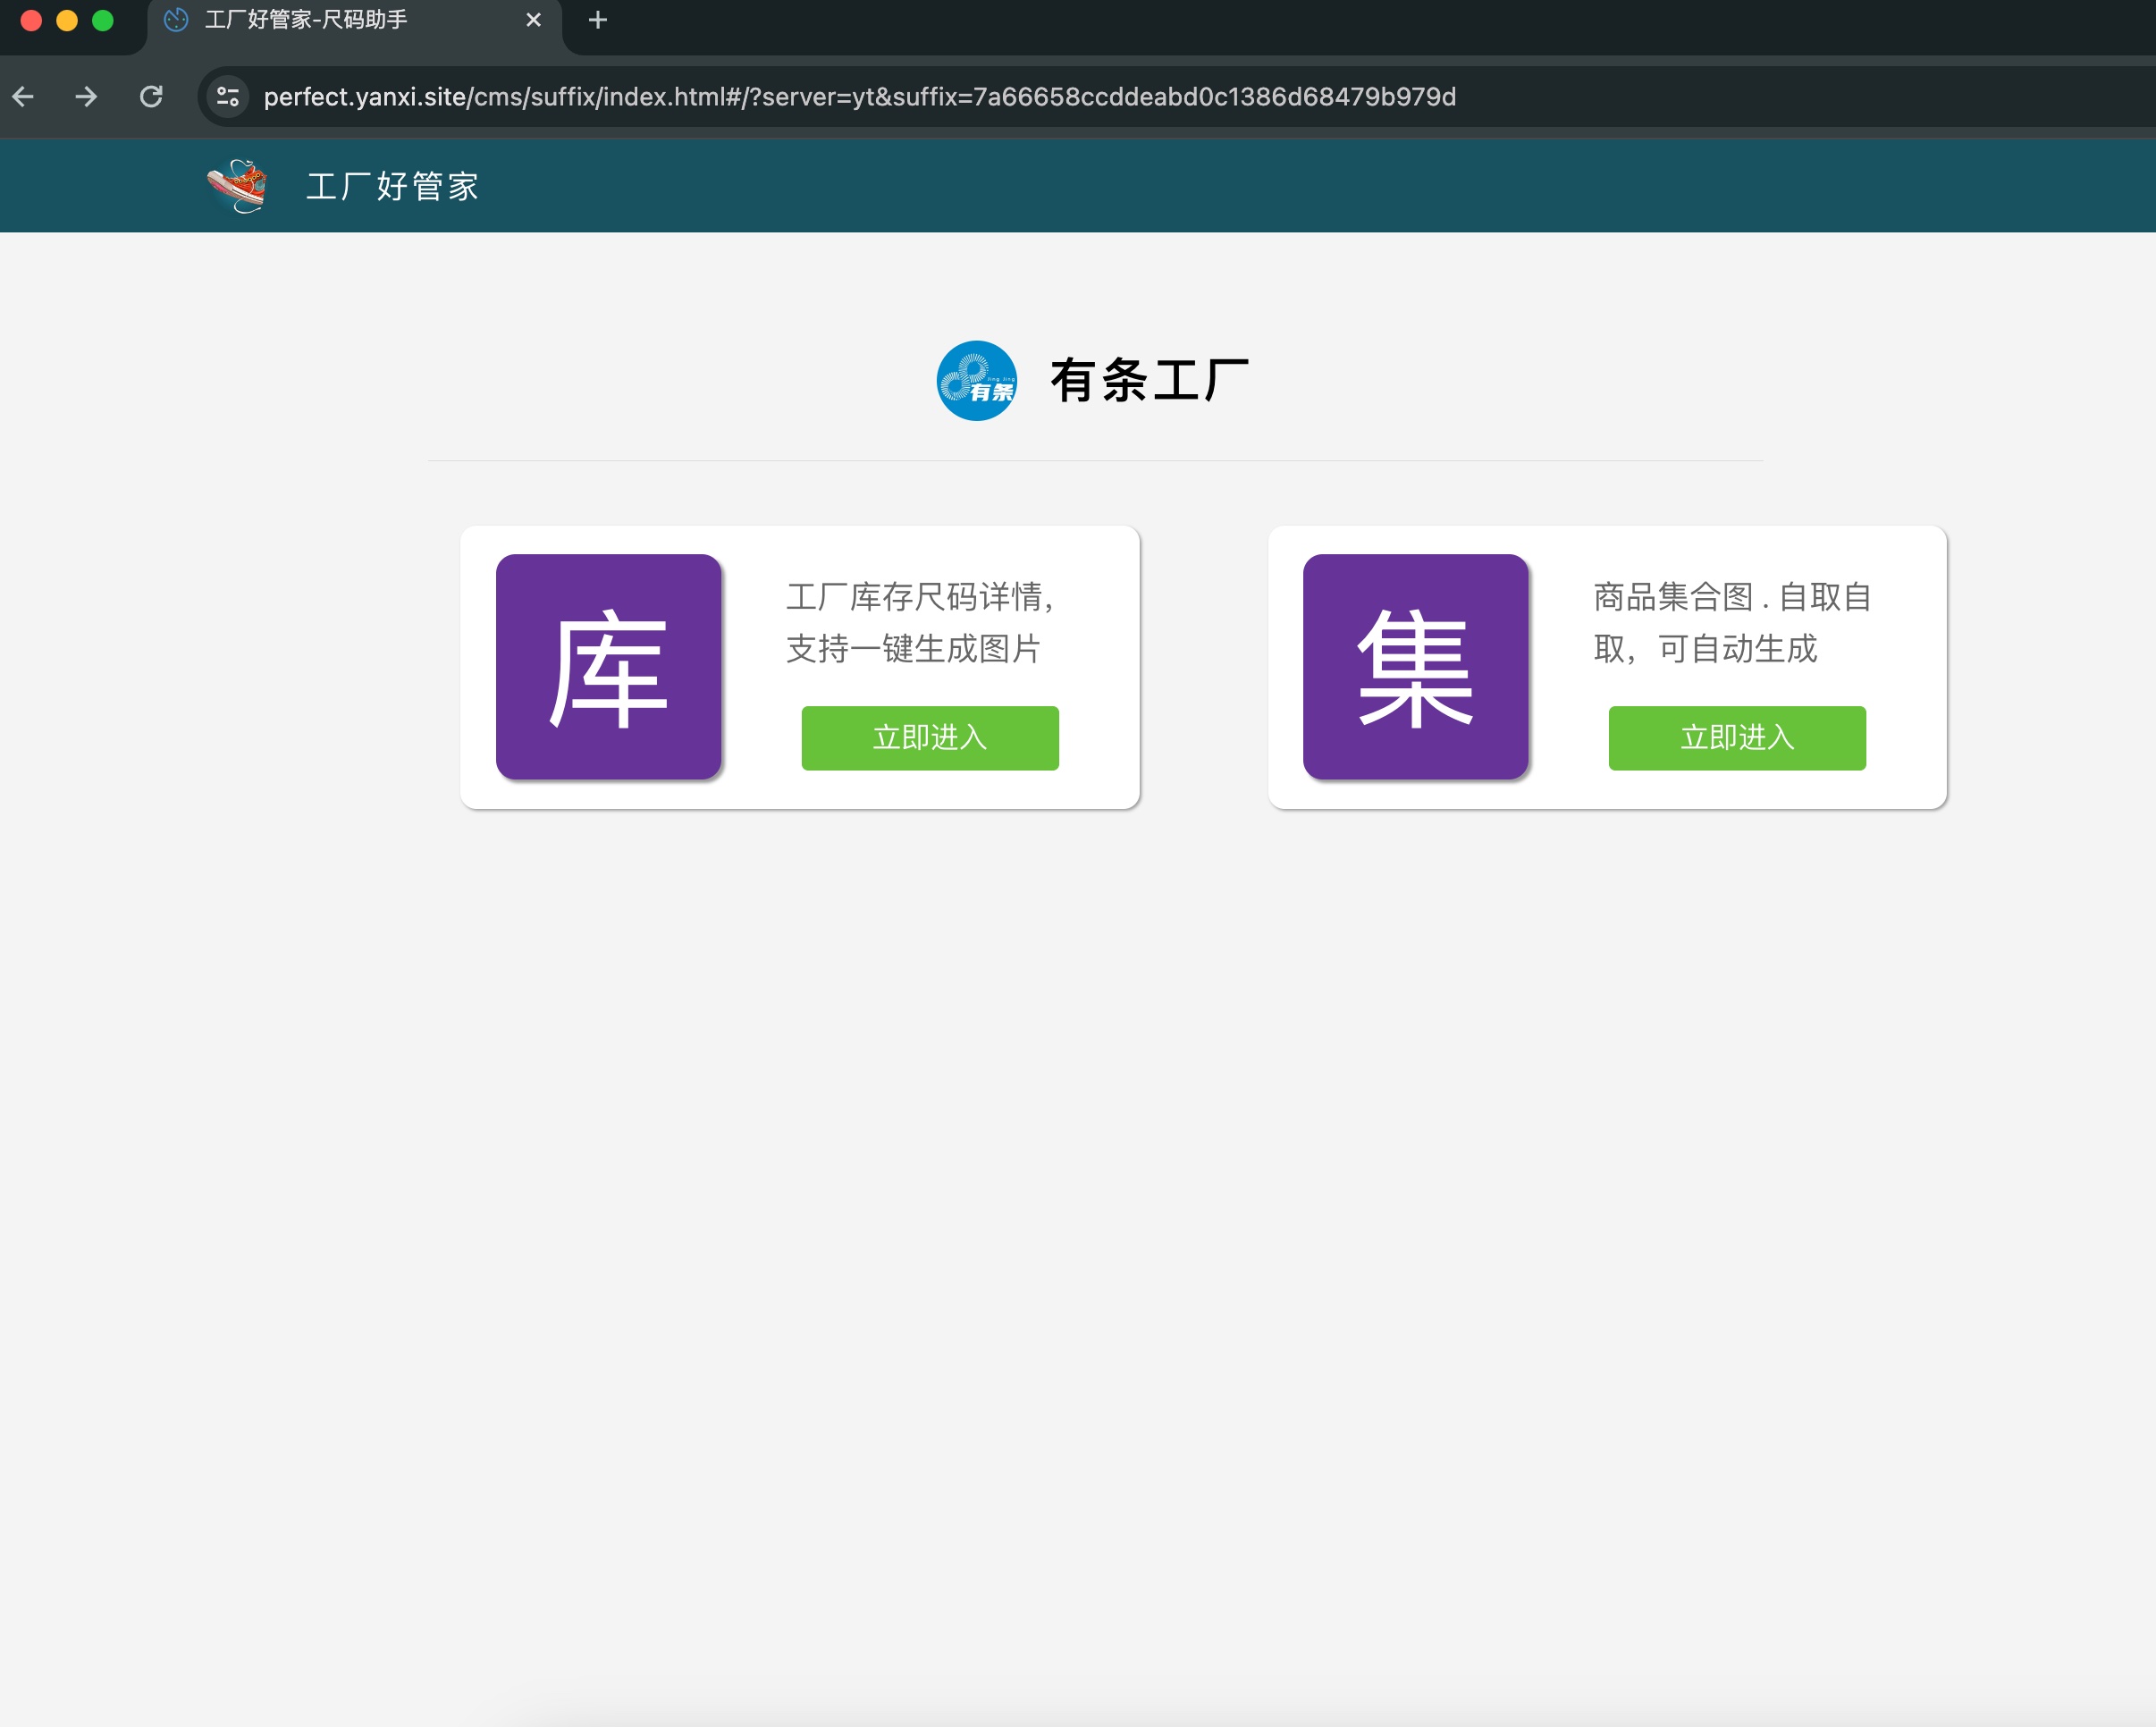 工厂好管家-尺码助手
perfect.yanxi.site/cms/suffix/index.html#/?server=yt&suffix=7a66658ccddeabd0c1386d68479b979d
工厂好管家
Jing Jing
有条
有条工厂
库
工厂库存尺码详情,
支持一键生成图片
立即进入
集
商品集合图 . 自取自
取，可自动生成
立即进入